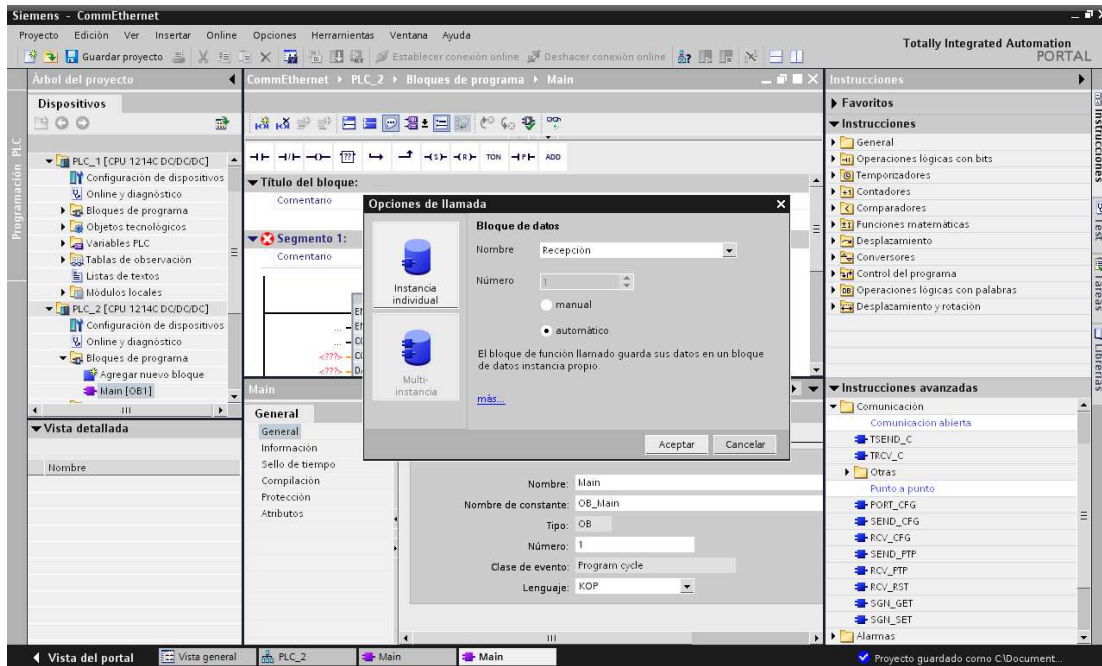 Siemens - CommEthernet
Proyecto Edición Ver Insertar Online Opciones Herramientas Ventana Ayuda
Guardar proyecto
Establecer conexión online
Deshacer conexión online
Totally Integrated Automation
PORTAL
Árbol del proyecto
Dispositivos
Programación PLC
PLC_1 [CPU 1214C DC/DC/DC]
Configuración de dispositivos
Online y diagnóstico
Bloques de programa
Objetos tecnológicos
Variables PLC
Tablas de observación
Listas de textos
Módulos locales
PLC_2 [CPU 1214C DC/DC/DC]
Configuración de dispositivos
Online y diagnóstico
Bloques de programa
Agregar nuevo bloque
Main [OB1]
Vista detallada
Nombre
CommEthernet PLC_2 Bloques de programa Main
TON
ADD
Título del bloque:
Comentario
Segmento 1:
Comentario
<???>
<???>
Opciones de llamada
Instancia
individual
Multi-
instancia
Bloque de datos
Nombre Recepción
Número 1
manual
automático
El bloque de función llamado guarda sus datos en un bloque
de datos instancia propio.
más...
Aceptar Cancelar
Main
General
General
Información
Sello de tiempo
Compilación
Protección
Atributos
Nombre: Main
Nombre de constante: OB_Main
Tipo: OB
Número: 1
Clase de evento: Program cycle
Lenguaje: KOP
Instrucciones
Favoritos
Instrucciones
General
Operaciones lógicas con bits
Temporizadores
Contadores
Comparadores
Funciones matemáticas
Desplazamiento
Conversores
Control del programa
Operaciones lógicas con palabras
Desplazamiento y rotación
Instrucciones avanzadas
Comunicación
Comunicación abierta
TSEND_C
TRCV_C
Otras
Punto a punto
PORT_CFG
SEND_CFG
RCV_CFG
SEND_PTP
RCV_PTP
RCV_RST
SGN_GET
SGN_SET
Alarmas
Instrucciones
Test
Tareas
Librerías
Vista del portal
Vista general
PLC_2
Main
Main
Proyecto guardado como C:\Document...